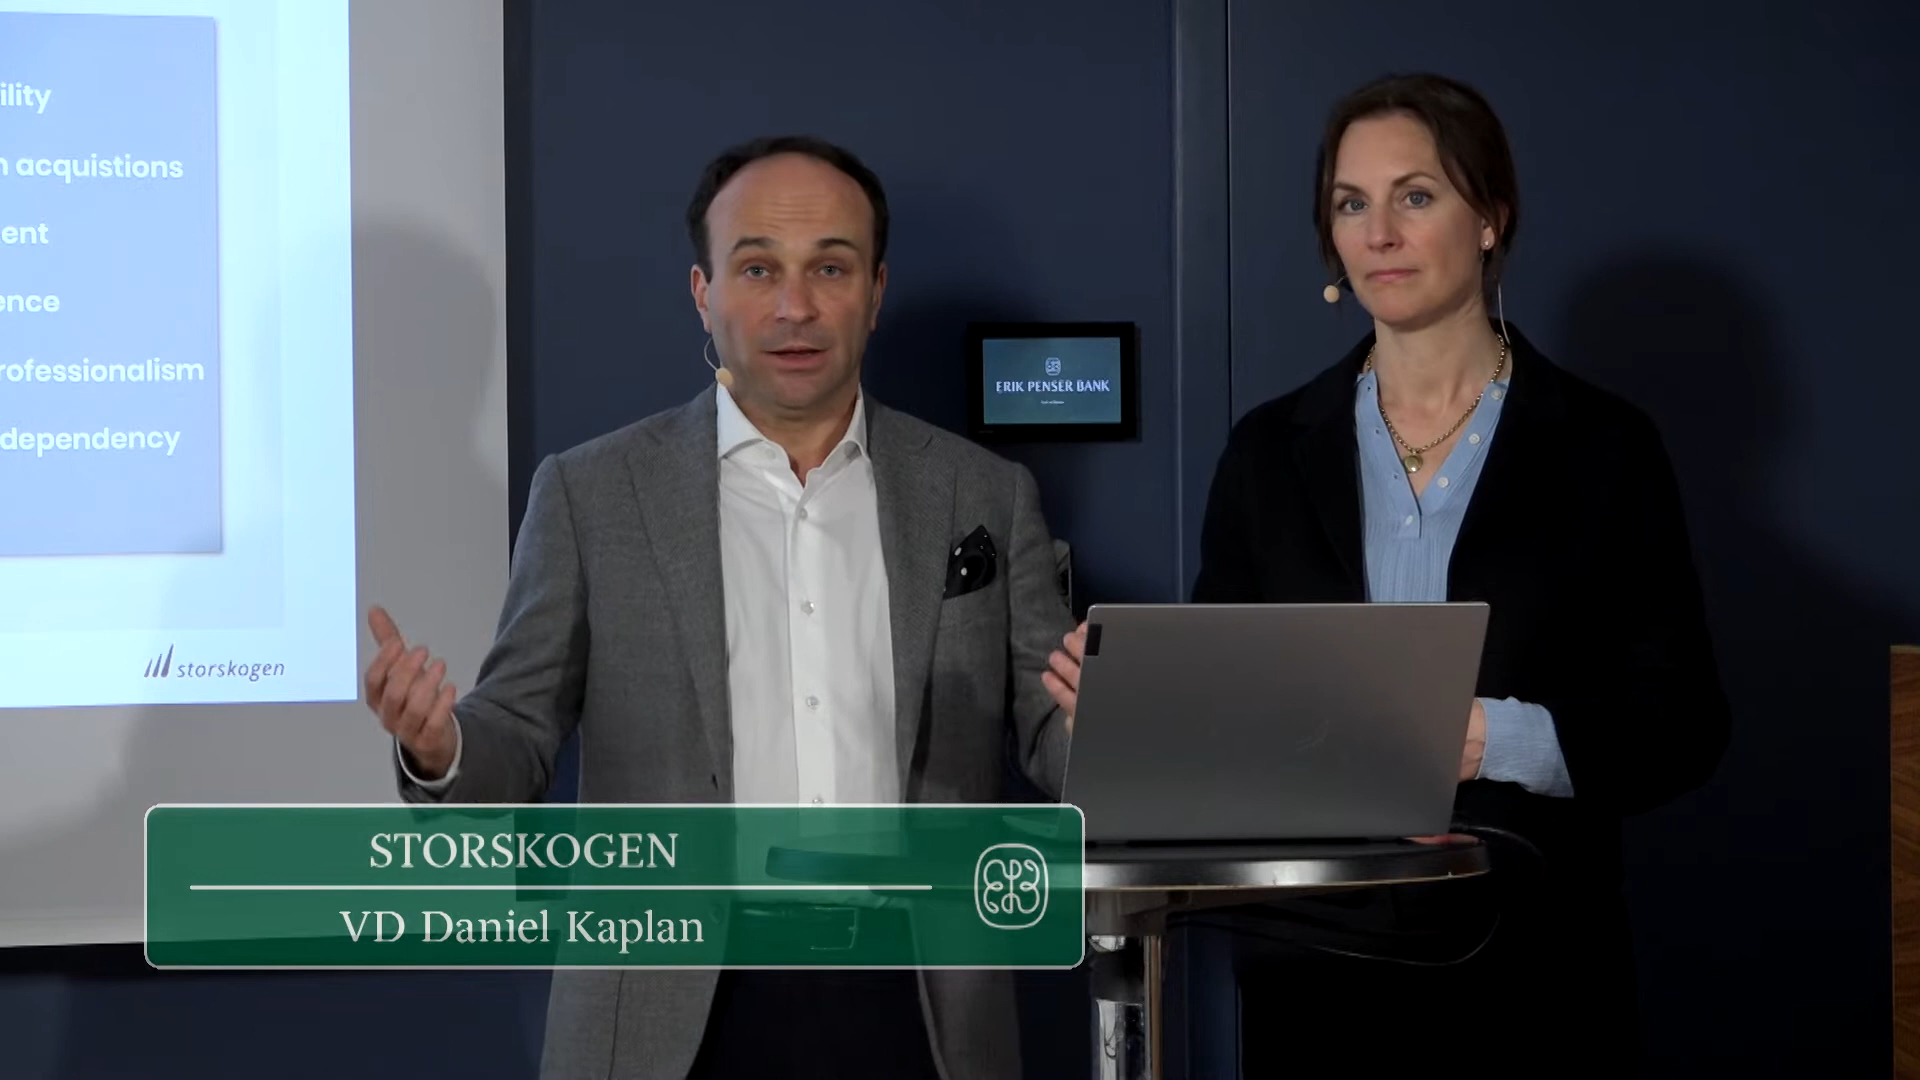 ility
n acquistions
ent
ence
rofessionalism
dependency
storskogen
ERIK PENSER BANK
STORSKOGEN
VD Daniel Kaplan